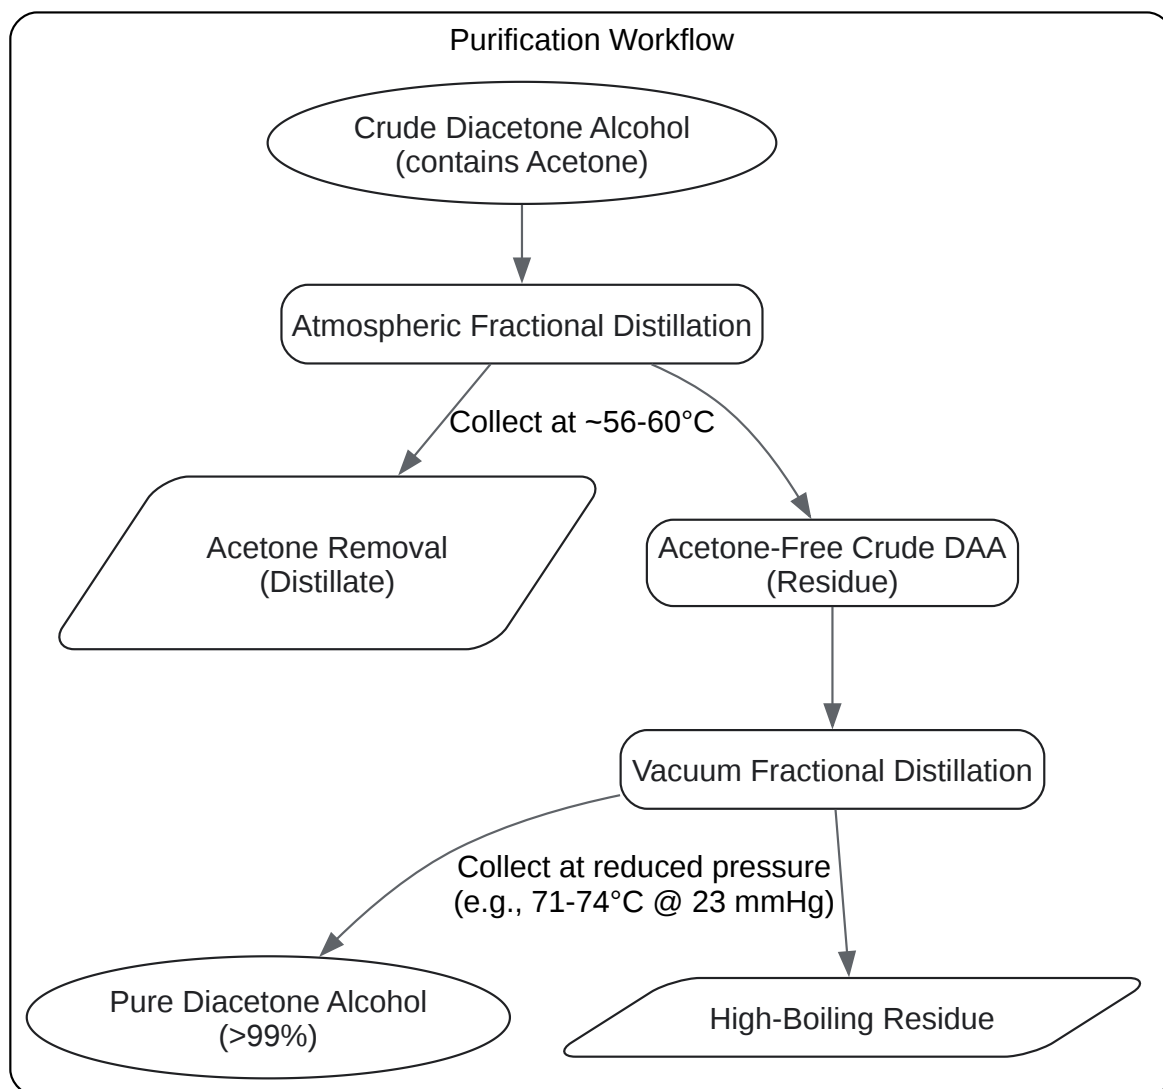 Purification Workflow
Crude Diacetone Alcohol
(contains Acetone)
Atmospheric Fractional Distillation
Collect at ~56-60°C
Acetone Removal
(Distillate)
Acetone-Free Crude DAA
(Residue)
Vacuum Fractional Distillation
Collect at reduced pressure
(e.g., 71-74°C @ 23 mmHg)
Pure Diacetone Alcohol
(>99%)
High-Boiling Residue